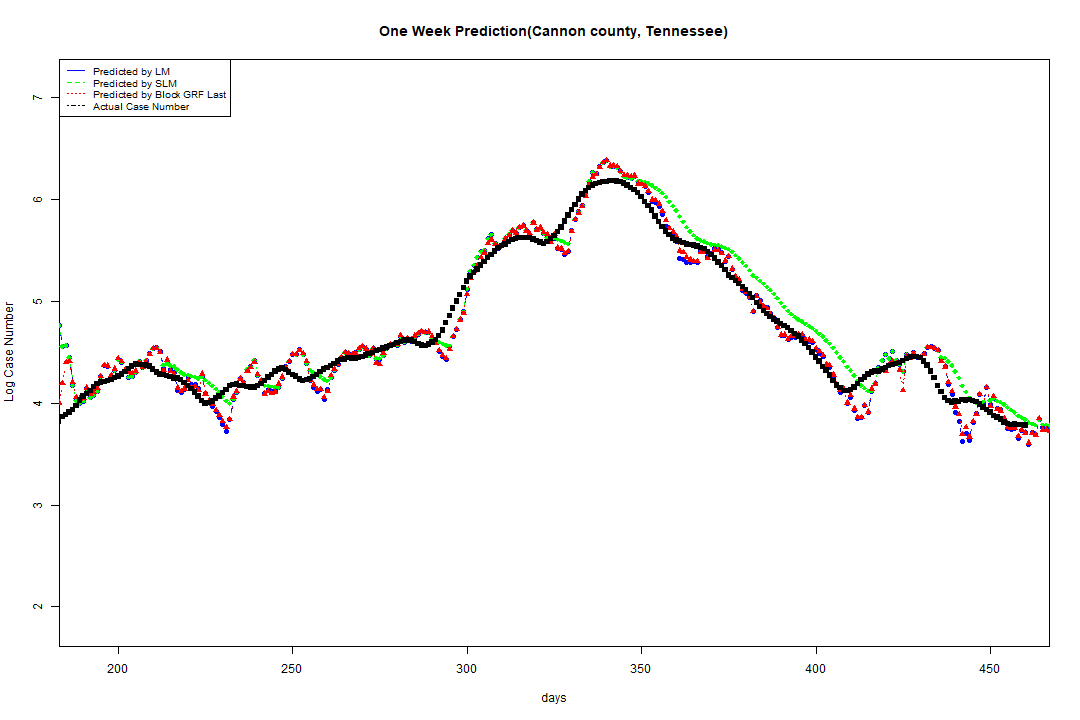 One Week Prediction(Cannon county, Tennessee)
Predicted by LM
Predicted by SLM
Predicted by Block GRF Last
Actual Case Number
7
6
5
4
3
2
Log Case Number
200 250 300 350 400 450
days